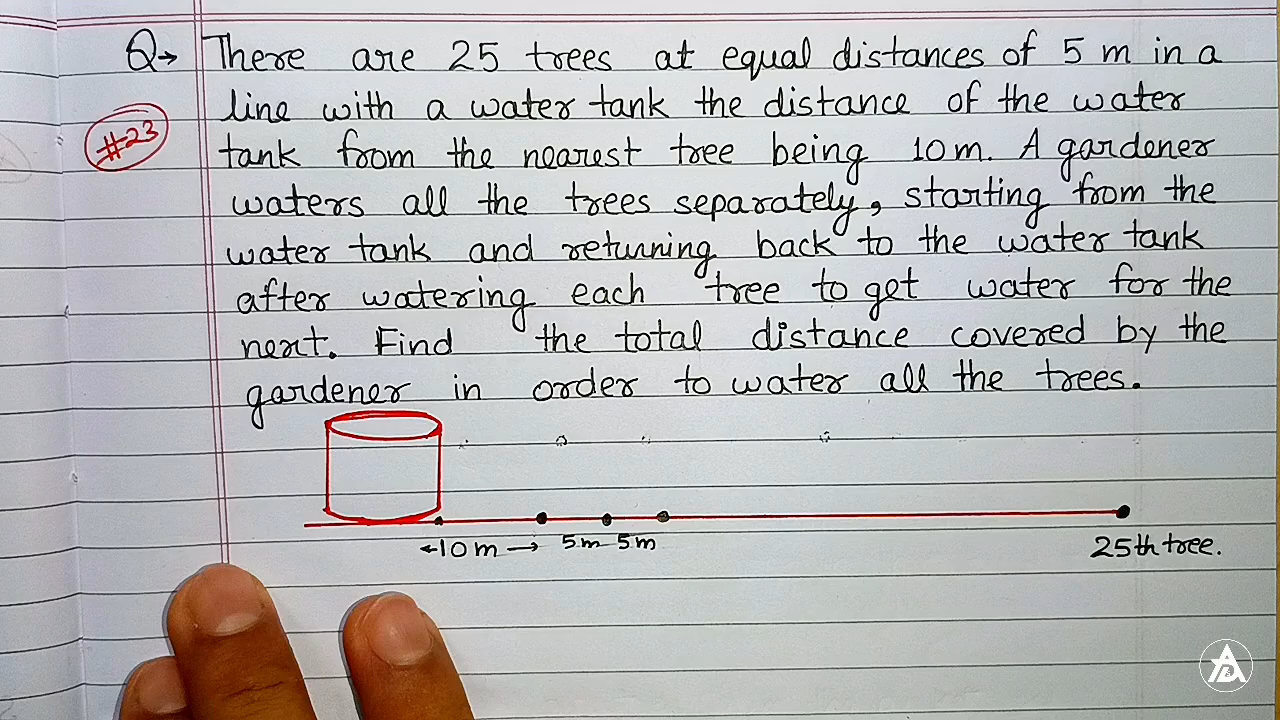 Q→ There are 25 trees at equal distances of 5 m in a
#23
line with a water tank the distance of the water
tank from the nearest tree being 10 m. A gardener
waters all the trees separately, starting from the
water tank and returning back to the water tank
after watering each tree to get water for the
next. Find the total distance covered by the
gardener in order to water all the trees.
←10 m→ 5m 5m 25th tree.